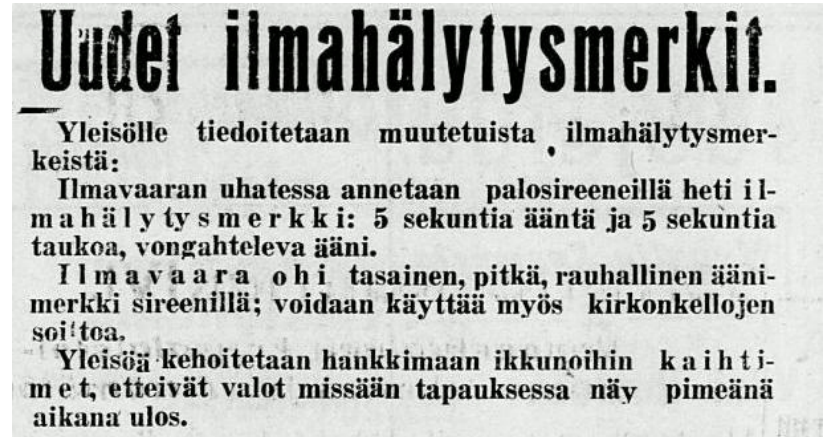 Uudet ilmahälytysmerkit.
Yleisölle tiedoitetaan muutetuista ilmahälytysmer-
keistä:
Ilmavaaran uhatessa annetaan palosireeneillä heti il-
mahälytysmerkki: 5 sekuntia ääntä ja 5 sekuntia
taukoa, vongahteleva ääni.
Ilmavaara ohi tasainen, pitkä, rauhallinen ääni-
merkki sireenillä; voidaan käyttää myös kirkonkellojen
soittoa.
Yleisöä kehoitetaan hankkimaan ikkunoihin kaihti-
met, etteivät valot missään tapauksessa näy pimeänä
aikana ulos.